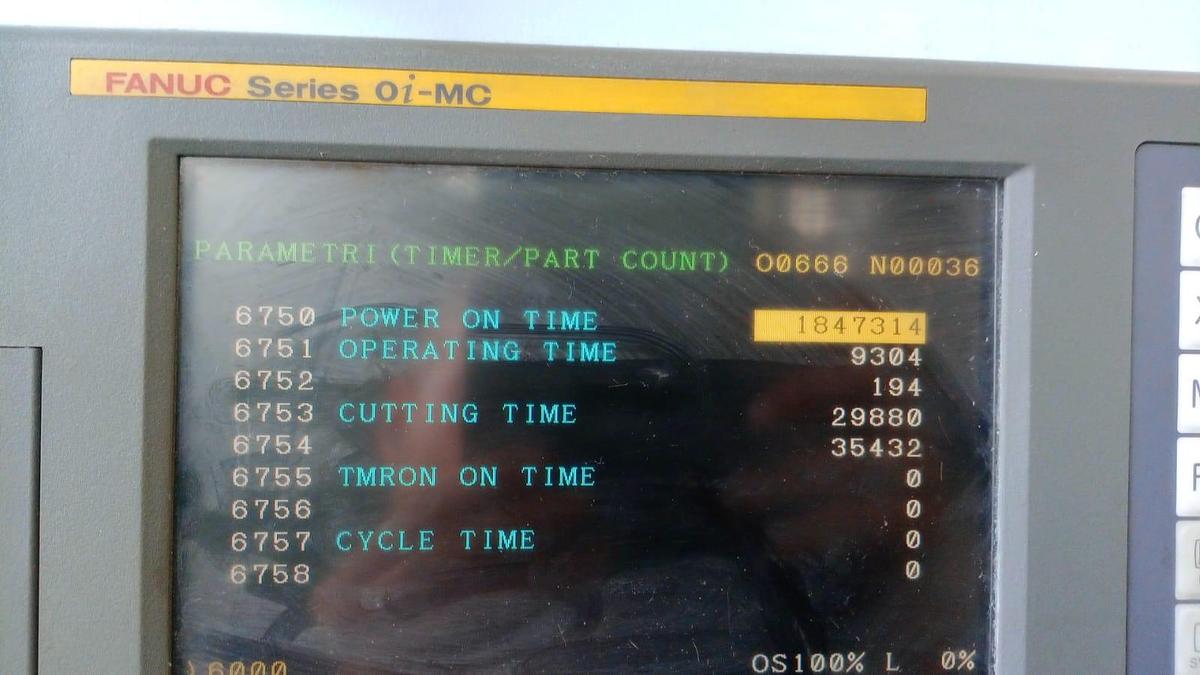 FANUC Series 0i-MC
PARAMETRI(TIMER/PART COUNT) O0666 N00036
6750 POWER ON TIME 1847314
6751 OPERATING TIME 9304
6752 194
6753 CUTTING TIME 29880
6754 35432
6755 TMRON ON TIME 0
6756 0
6757 CYCLE TIME 0
6758 0
)6000 OS100% L 0%